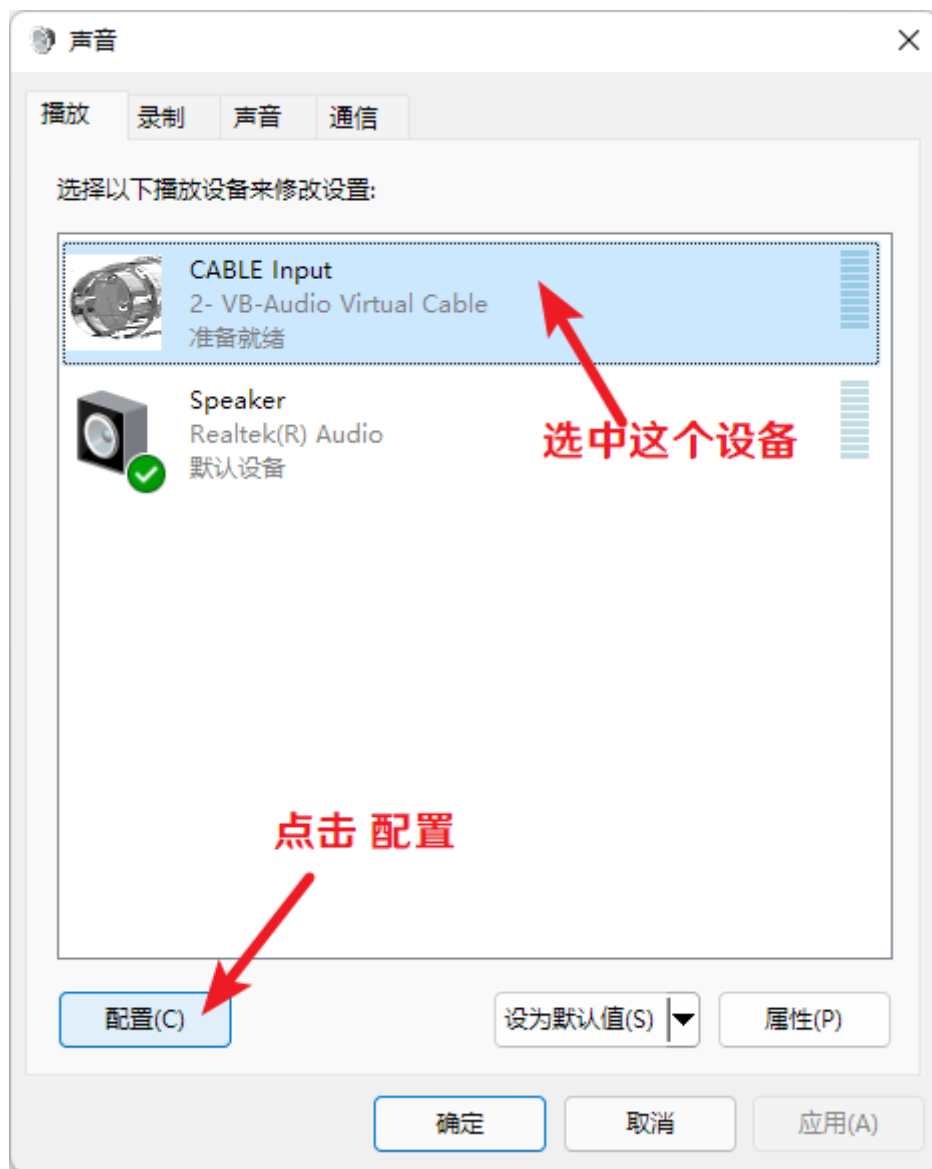 声音
播放 录制 声音 通信
选择以下播放设备来修改设置:
CABLE Input
2- VB-Audio Virtual Cable
准备就绪
Speaker
Realtek(R) Audio
默认设备
选中这个设备
点击 配置
配置(C) 设为默认值(S) 属性(P)
确定 取消 应用(A)